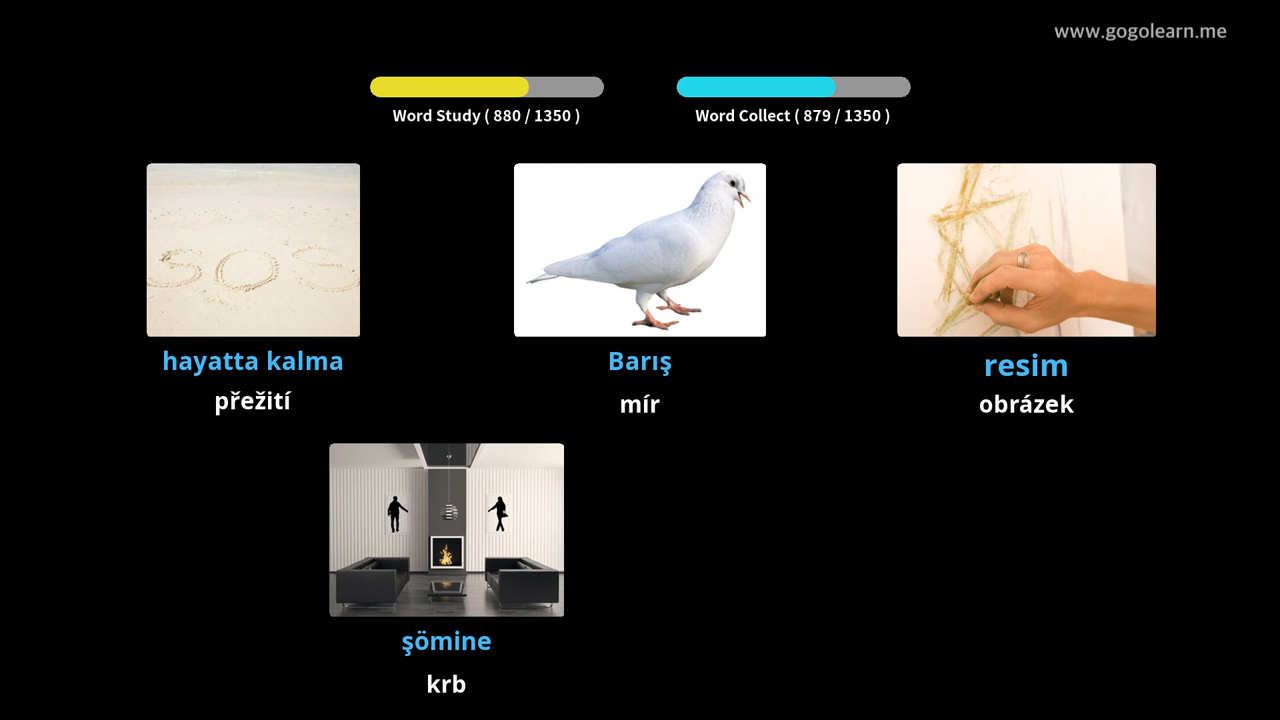 www.gogolearn.me
Word Study ( 880 / 1350 )
Word Collect ( 879 / 1350 )
SOS
hayatta kalma
přežití
Barış
mír
resim
obrázek
şömine
krb